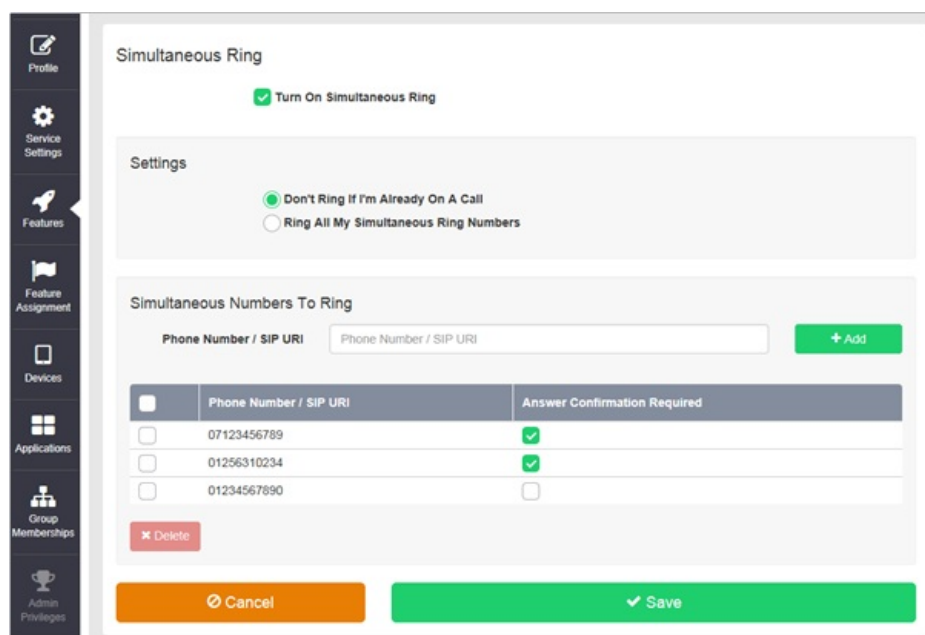 Profile
Service
Settings
Features
Feature
Assignment
Devices
Applications
Group
Memberships
Admin
Privileges
Simultaneous Ring
Turn On Simultaneous Ring
Settings
Don't Ring If I'm Already On A Call
Ring All My Simultaneous Ring Numbers
Simultaneous Numbers To Ring
Phone Number / SIP URI Phone Number / SIP URI + Add
Phone Number / SIP URI Answer Confirmation Required
07123456789
01256310234
01234567890
Delete
Cancel
Save